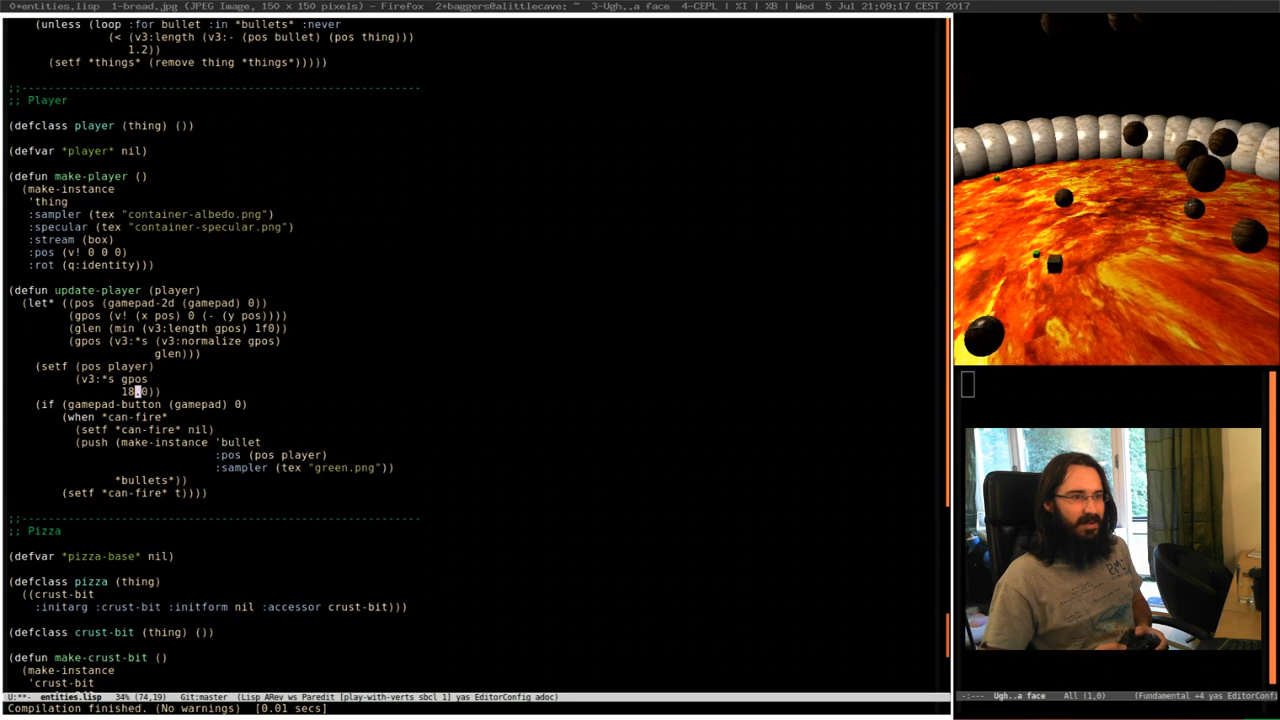 0*entities.lisp 1-bread..jpg (JPEG Image, 150 × 150 pixels) - Firefox 2+baggers@alittlecave: ~ 3-Ugh,..a face 4-CEPL | %I | %B | Wed 5 Jul 21:09:17 CEST 2017
(unless (loop :for bullet :in *bullets* :never
(< (v3:length (v3:- (pos bullet) (pos thing)))
1.2))
(setf *things* (remove thing *things*)))))
;;------------------------------------------------------------
;; Player
(defclass player (thing) ())
(defvar *player* nil)
(defun make-player ()
(make-instance
'thing
:sampler (tex "container-albedo.png")
:specular (tex "container-specular.png")
:stream (box)
:pos (v! 0 0 0)
:rot (q:identity)))
(defun update-player (player)
(let* ((pos (gamepad-2d (gamepad) 0))
(gpos (v! (x pos) 0 (- (y pos))))
(glen (min (v3:length gpos) 1f0))
(gpos (v3:*s (v3:normalize gpos)
glen)))
(setf (pos player)
(v3:*s gpos
18.0))
(if (gamepad-button (gamepad) 0)
(when *can-fire*
(setf *can-fire* nil)
(push (make-instance 'bullet
:pos (pos player)
:sampler (tex "green.png"))
*bullets*))
(setf *can-fire* t))))
;;------------------------------------------------------------
;; Pizza
(defvar *pizza-base* nil)
(defclass pizza (thing)
((crust-bit
:initarg :crust-bit :initform nil :accessor crust-bit)))
(defclass crust-bit (thing) ())
(defun make-crust-bit ()
(make-instance
'crust-bit
U:**- entities.lisp 34% (74,19) Git:master (Lisp ARev ws Paredit [play-with-verts sbcl 1] yas EditorConfig adoc)
Compilation finished. (No warnings) [0.01 secs]
-:--- Ugh,..a face All (1,0) (Fundamental +4 yas EditorConfi